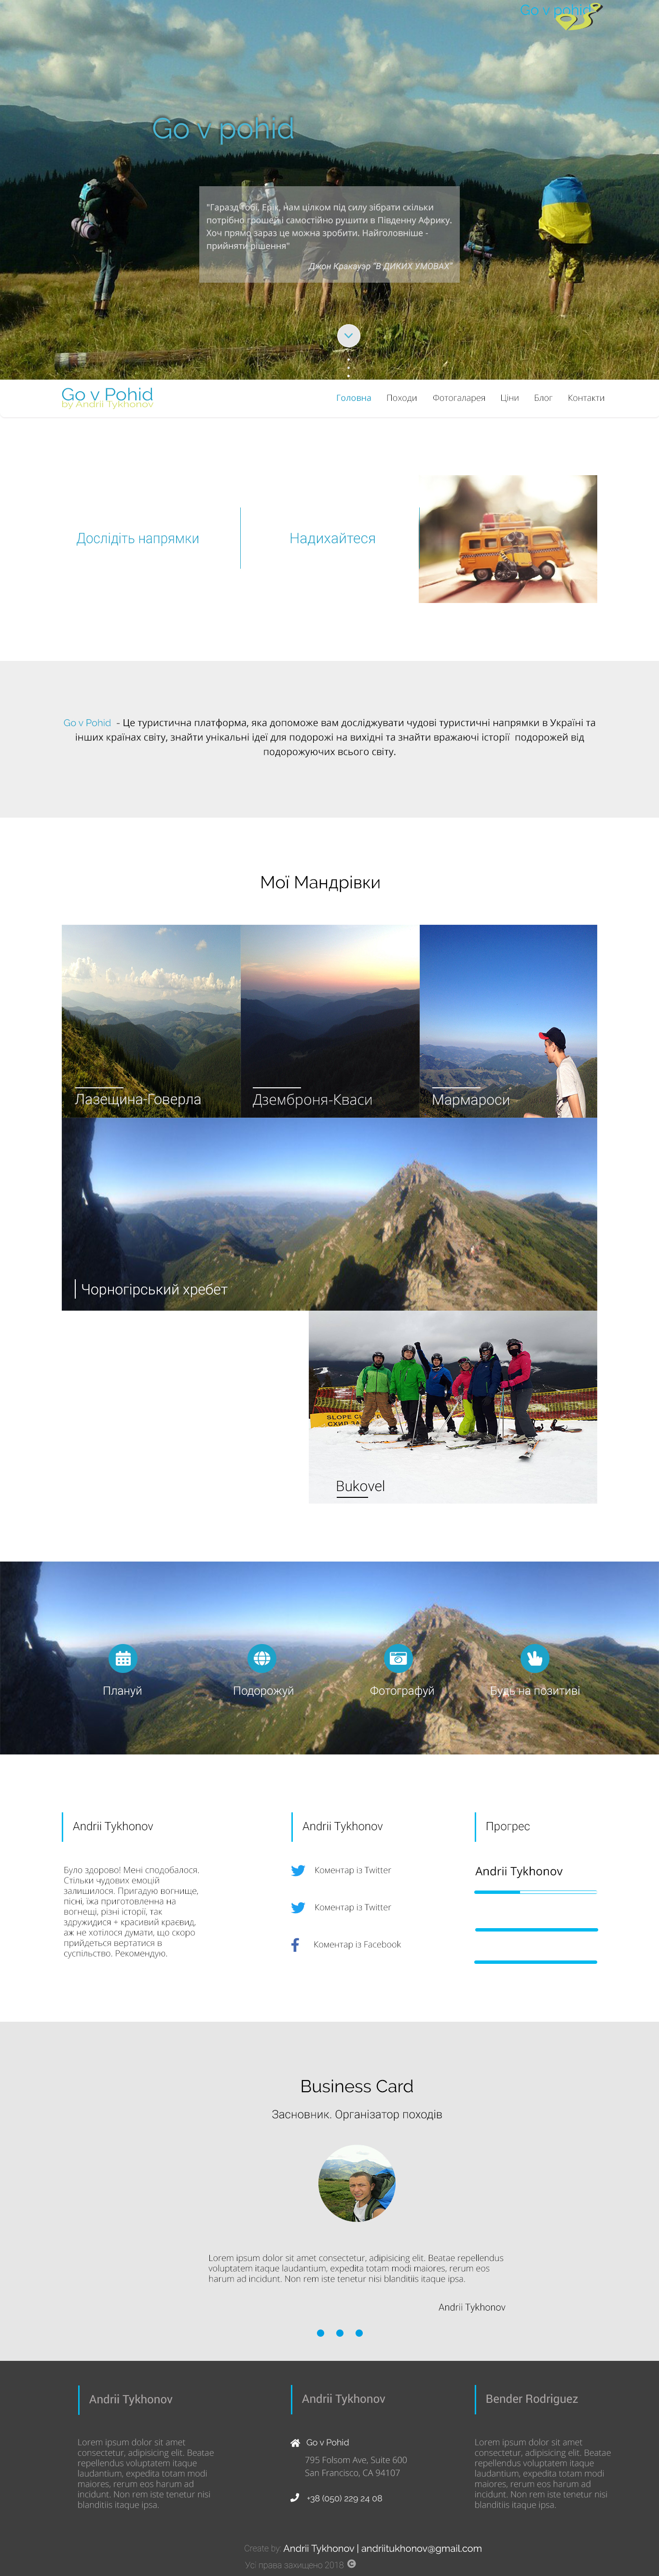 Go v pohid
Go v pohid
"Гаразд тобі, Ерік, нам цілком під силу зібрати скільки
потрібно грошей і самостійно рушити в Південну Африку.
Хоч прямо зараз це можна зробити. Найголовніше -
прийняти рішення"
Джон Кракауэр "В ДИКИХ УМОВАХ"
Go v Pohid
by Andrii Tykhonov
Головна Походи Фотогаларея Ціни Блог Контакти
Дослідіть напрямки
Надихайтеся
Go v Pohid - Це туристична платформа, яка допоможе вам досліджувати чудові туристичні напрямки в Україні та
інших країнах світу, знайти унікальні ідеї для подорожі на вихідні та знайти вражаючі історії подорожей від
подорожуючих всього світу.
Мої Мандрівки
Лазещина-Говерла
Дземброня-Кваси
Мармароси
Чорногірський хребет
Bukovel
Плануй
Подорожуй
Фотографуй
Будь на позитиві
Andrii Tykhonov
Було здорово! Мені сподобалося.
Стільки чудових емоцій
залишилося. Пригадую вогнище,
пісні, їжа приготовленна на
вогнещі, різні історії, так
здружидися + красивий краєвид,
аж не хотілося думати, що скоро
прийдеться вертатися в
суспільство. Рекомендую.
Andrii Tykhonov
Коментар із Twitter
Коментар із Twitter
Коментар із Facebook
Прогрес
Andrii Tykhonov
Business Card
Засновник. Організатор походів
Lorem ipsum dolor sit amet consectetur, adipisicing elit. Beatae repellendus
voluptatem itaque laudantium, expedita totam modi maiores, rerum eos
harum ad incidunt. Non rem iste tenetur nisi blanditiis itaque ipsa.
Andrii Tykhonov
Andrii Tykhonov
Lorem ipsum dolor sit amet
consectetur, adipisicing elit. Beatae
repellendus voluptatem itaque
laudantium, expedita totam modi
maiores, rerum eos harum ad
incidunt. Non rem iste tenetur nisi
blanditiis itaque ipsa.
Andrii Tykhonov
Go v Pohid
795 Folsom Ave, Suite 600
San Francisco, CA 94107
+38 (050) 229 24 08
Bender Rodriguez
Lorem ipsum dolor sit amet
consectetur, adipisicing elit. Beatae
repellendus voluptatem itaque
laudantium, expedita totam modi
maiores, rerum eos harum ad
incidunt. Non rem iste tenetur nisi
blanditiis itaque ipsa.
Create by: Andrii Tykhonov | andriitukhonov@gmail.com
Усі права захищено 2018 ©